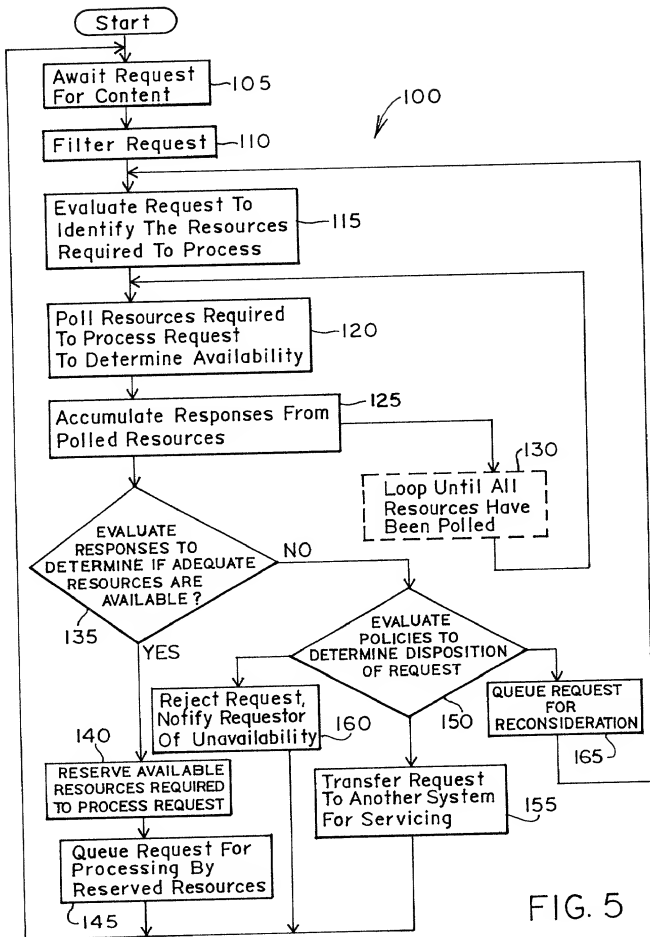 Start
Await Request
For Content
105
100
Filter Request
110
Evaluate Request To
Identify The Resources
Required To Process
115
Poll Resources Required
To Process Request
To Determine Availability
120
Accumulate Responses From
Polled Resources
125
130
Loop Until All
Resources Have
Been Polled
EVALUATE
RESPONSES TO
DETERMINE IF ADEQUATE
RESOURCES ARE
AVAILABLE ?
NO
135
YES
EVALUATE
POLICIES TO
DETERMINE DISPOSITION
OF REQUEST
150
Reject Request,
Notify Requestor
Of Unavailability
160
QUEUE REQUEST
FOR
RECONSIDERATION
165
140
RESERVE AVAILABLE
RESOURCES REQUIRED
TO PROCESS REQUEST
Transfer Request
To Another System
For Servicing
155
Queue Request For
Processing By
Reserved Resources
145
FIG. 5